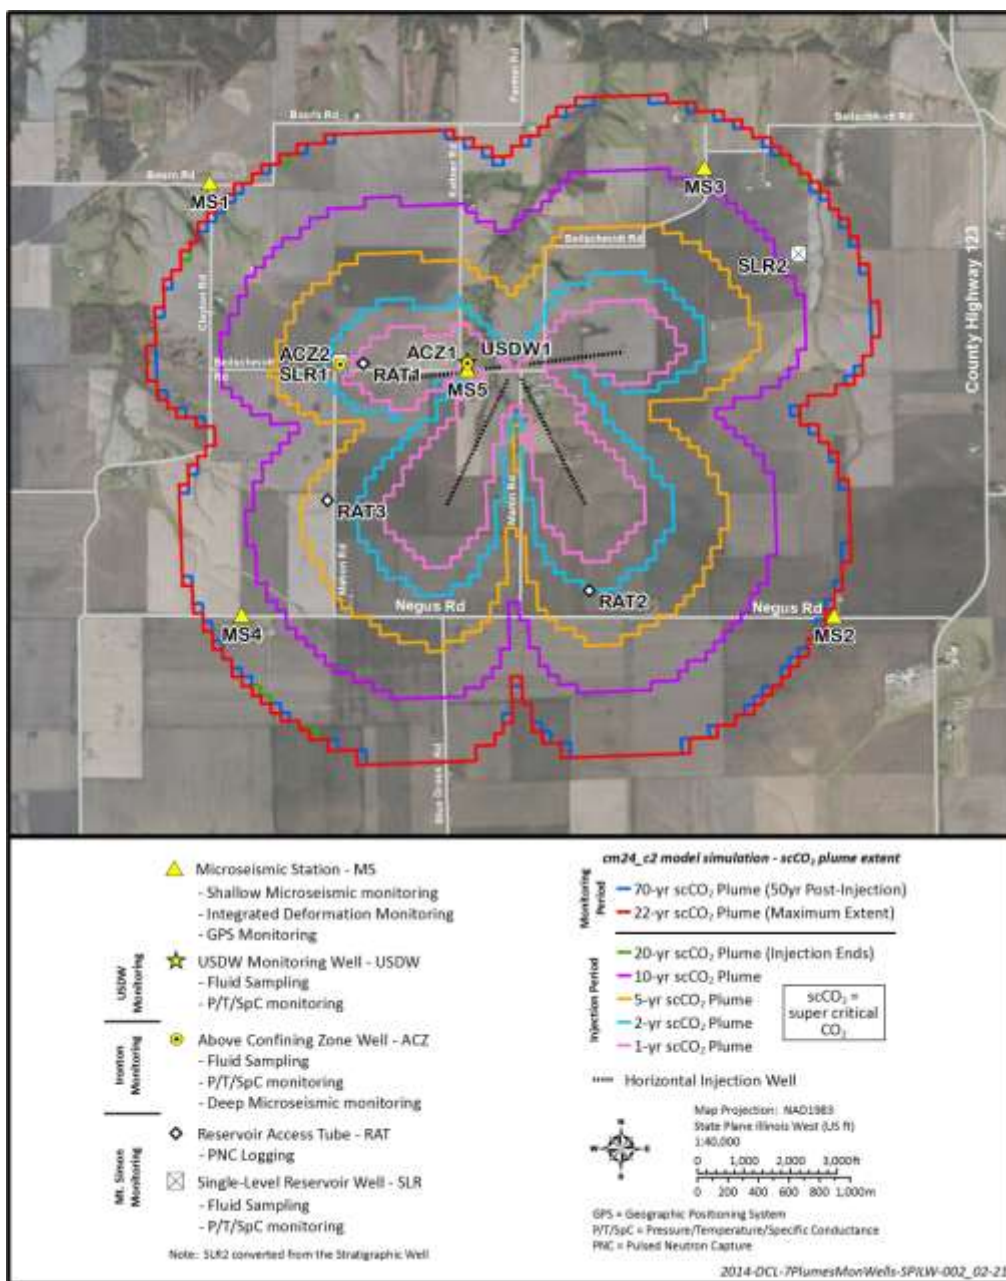 Beilschmidt Rd
County Highway 123
MS1
MS3
Beilschmidt Rd
SLR2
ACZ2
SLR1
RAT1
ACZ1
USDW1
MS5
RAT3
RAT2
Negus Rd
Negus Rd
MS4
MS2
Microseismic Station - MS
- Shallow Microseismic monitoring
- Integrated Deformation Monitoring
- GPS Monitoring
USDW
Monitoring
USDW Monitoring Well - USDW
- Fluid Sampling
- P/T/SpC monitoring
Ironton
Monitoring
Above Confining Zone Well - ACZ
- Fluid Sampling
- P/T/SpC monitoring
- Deep Microseismic monitoring
Mt. Simon
Monitoring
Reservoir Access Tube - RAT
- PNC Logging
Single-Level Reservoir Well - SLR
- Fluid Sampling
- P/T/SpC monitoring
Note: SLR2 converted from the Stratigraphic Well
cm24_c2 model simulation - scCO₂ plume extent
Monitoring
Period
70-yr scCO₂ Plume (50yr Post-Injection)
22-yr scCO₂ Plume (Maximum Extent)
Injection Period
20-yr scCO₂ Plume (Injection Ends)
10-yr scCO₂ Plume
5-yr scCO₂ Plume
2-yr scCO₂ Plume
1-yr scCO₂ Plume
scCO₂ =
super critical
CO₂
Horizontal Injection Well
Map Projection: NAD1983
State Plane Illinois West (US ft)
1:40,000
0 1,000 2,000 3,000ft
0 200 400 600 800 1,000m
GPS = Geographic Positioning System
P/T/SpC = Pressure/Temperature/Specific Conductance
PNC = Pulsed Neutron Capture
2014-DCL-7PlumesMonWells-SPILW-002_02-21